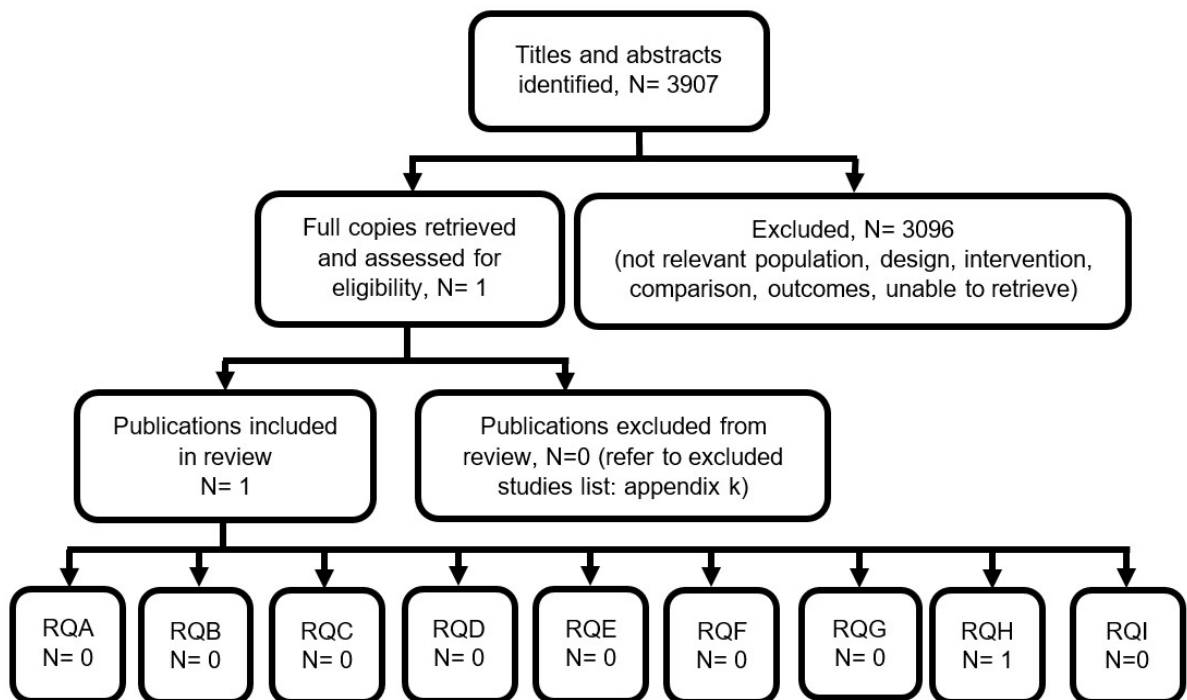 Titles and abstracts
identified, N= 3907
Full copies retrieved
and assessed for
eligibility, N= 1
Excluded, N= 3096
(not relevant population, design, intervention,
comparison, outcomes, unable to retrieve)
Publications included
in review
N= 1
Publications excluded from
review, N=0 (refer to excluded
studies list: appendix k)
RQA
N= 0
RQB
N= 0
RQC
N= 0
RQD
N= 0
RQE
N= 0
RQF
N= 0
RQG
N= 0
RQH
N= 1
RQI
N=0